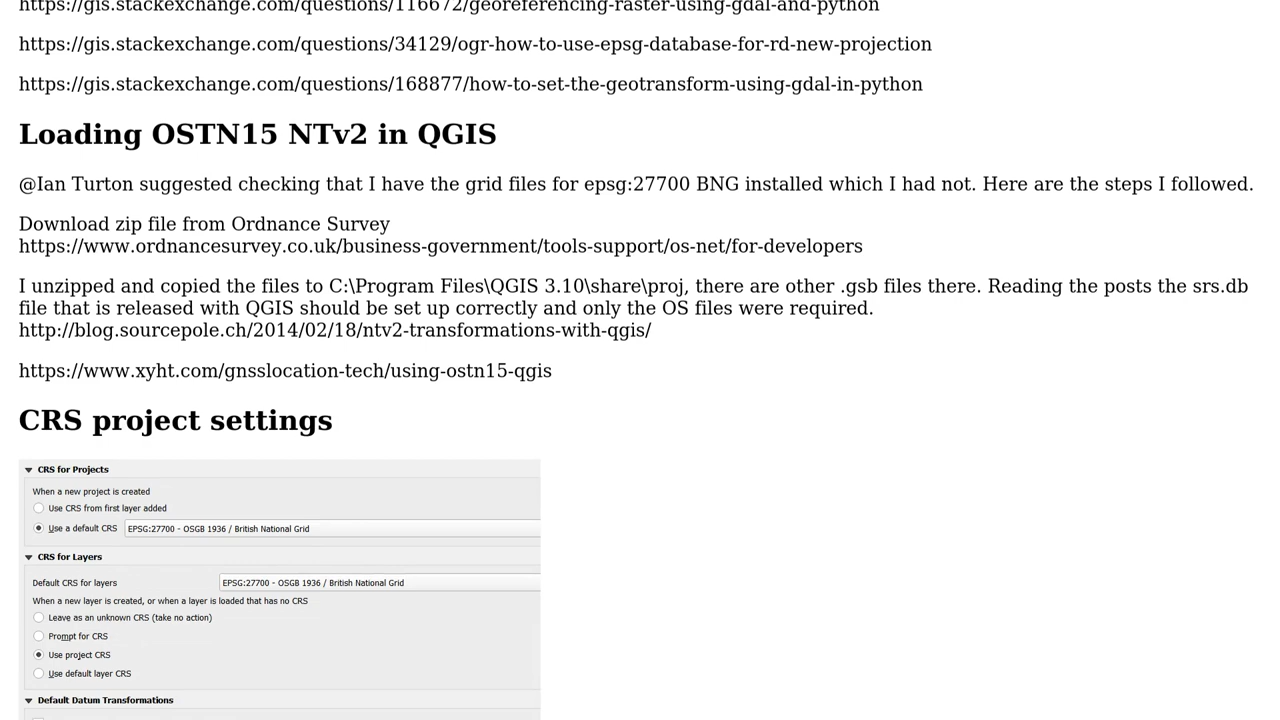 https://gis.stackexchange.com/questions/116672/georeferencing-raster-using-gdal-and-python
https://gis.stackexchange.com/questions/34129/ogr-how-to-use-epsg-database-for-rd-new-projection
https://gis.stackexchange.com/questions/168877/how-to-set-the-geotransform-using-gdal-in-python
Loading OSTN15 NTv2 in QGIS
@Ian Turton suggested checking that I have the grid files for epsg:27700 BNG installed which I had not. Here are the steps I followed.
Download zip file from Ordnance Survey
https://www.ordnancesurvey.co.uk/business-government/tools-support/os-net/for-developers
I unzipped and copied the files to C:\Program Files\QGIS 3.10\share\proj, there are other .gsb files there. Reading the posts the srs.db
file that is released with QGIS should be set up correctly and only the OS files were required.
http://blog.sourcepole.ch/2014/02/18/ntv2-transformations-with-qgis/
https://www.xyht.com/gnsslocation-tech/using-ostn15-qgis
CRS project settings
CRS for Projects
When a new project is created
Use CRS from first layer added
Use a default CRS EPSG:27700 - OSGB 1936 / British National Grid
CRS for Layers
Default CRS for layers EPSG:27700 - OSGB 1936 / British National Grid
When a new layer is created, or when a layer is loaded that has no CRS
Leave as an unknown CRS (take no action)
Prompt for CRS
Use project CRS
Use default layer CRS
Default Datum Transformations